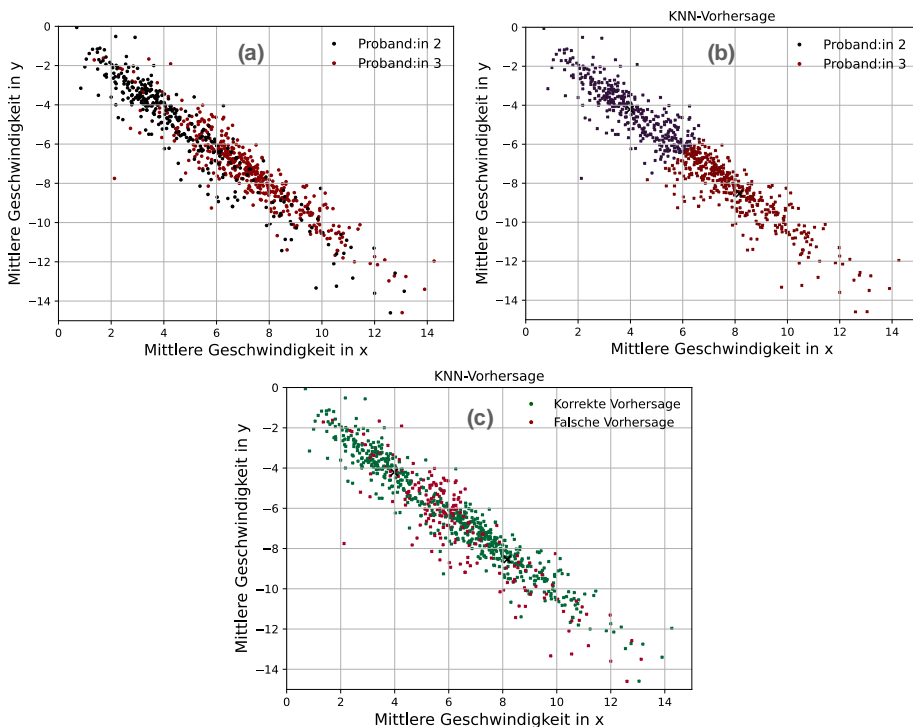 (a)
Proband:in 2
Proband:in 3
Mittlere Geschwindigkeit in y
0
−2
−4
−6
−8
−10
−12
−14
0 2 4 6 8 10 12 14
Mittlere Geschwindigkeit in x
KNN-Vorhersage
(b)
Proband:in 2
Proband:in 3
Mittlere Geschwindigkeit in y
0
−2
−4
−6
−8
−10
−12
−14
0 2 4 6 8 10 12 14
Mittlere Geschwindigkeit in x
KNN-Vorhersage
(c)
Korrekte Vorhersage
Falsche Vorhersage
Mittlere Geschwindigkeit in y
0
−2
−4
−6
−8
−10
−12
−14
0 2 4 6 8 10 12 14
Mittlere Geschwindigkeit in x